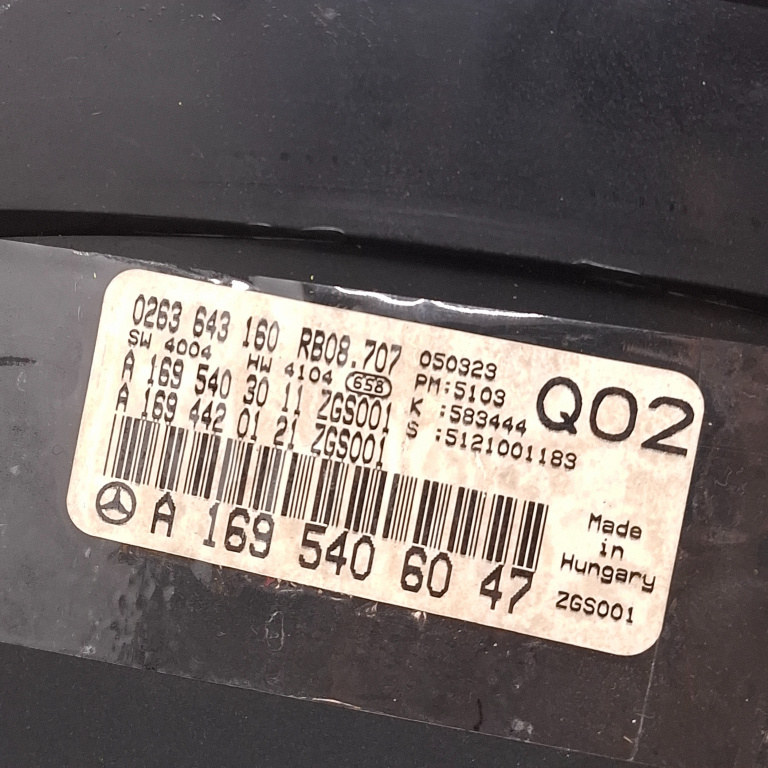 0263 643 160 RB08.707
SW 4004 HW 4104 658
A 169 540 30 11 ZGS001
A 169 442 01 21 ZGS001
050323
PM:5103
K :583444
S :5121001183
Q02
A 169 540 60 47
Made
in
Hungary
ZGS001